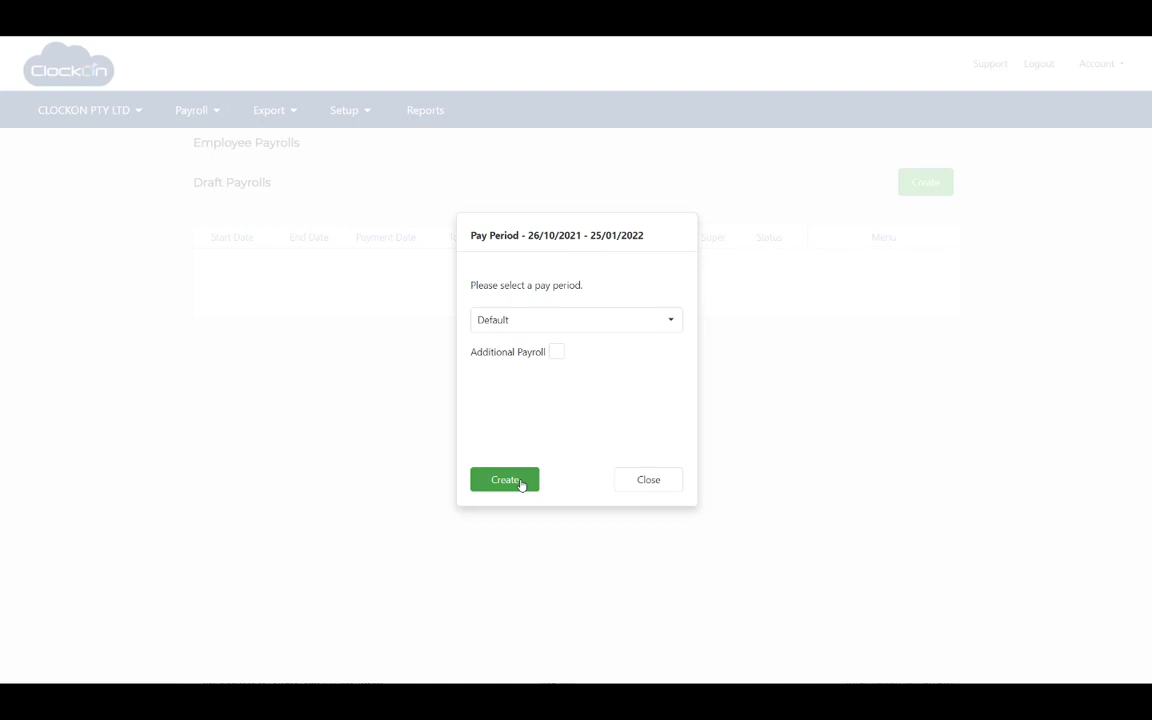 ClockOn
Support Logout Account
CLOCKON PTY LTD Payroll Export Setup Reports
Employee Payrolls
Draft Payrolls
Create
Start Date End Date Payment Date Super Status Menu
Pay Period - 26/10/2021 - 25/01/2022
Please select a pay period.
Default
Additional Payroll
Create Close